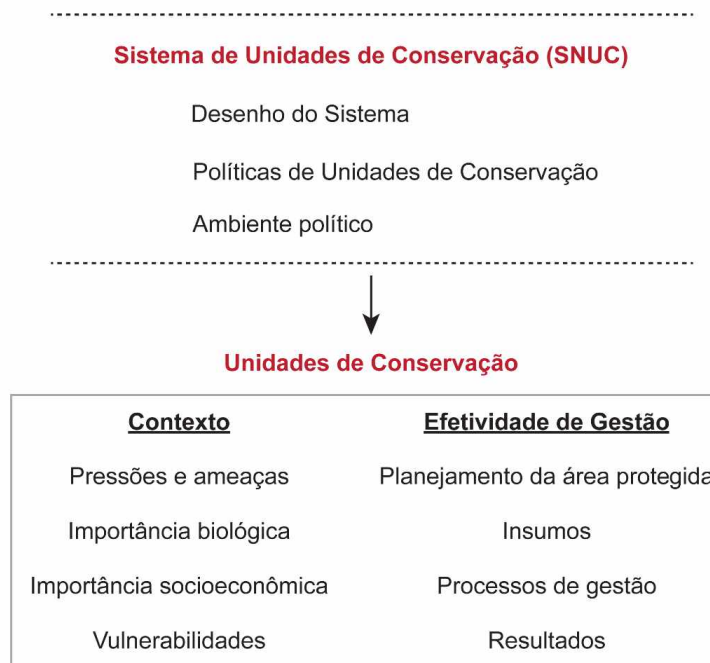 Sistema de Unidades de Conservação (SNUC)
Desenho do Sistema
Políticas de Unidades de Conservação
Ambiente político
Unidades de Conservação
Contexto
Efetividade de Gestão
Pressões e ameaças
Planejamento da área protegida
Importância biológica
Insumos
Importância socioeconômica
Processos de gestão
Vulnerabilidades
Resultados